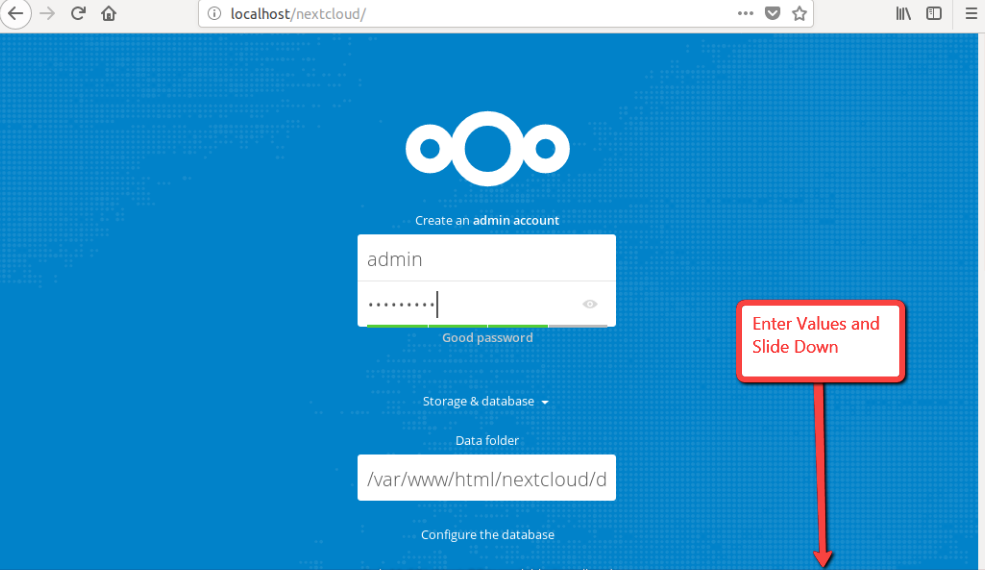 localhost/nextcloud/
Create an admin account
admin
•••••••••
Good password
Enter Values and
Slide Down
Storage & database
Data folder
/var/www/html/nextcloud/d
Configure the database